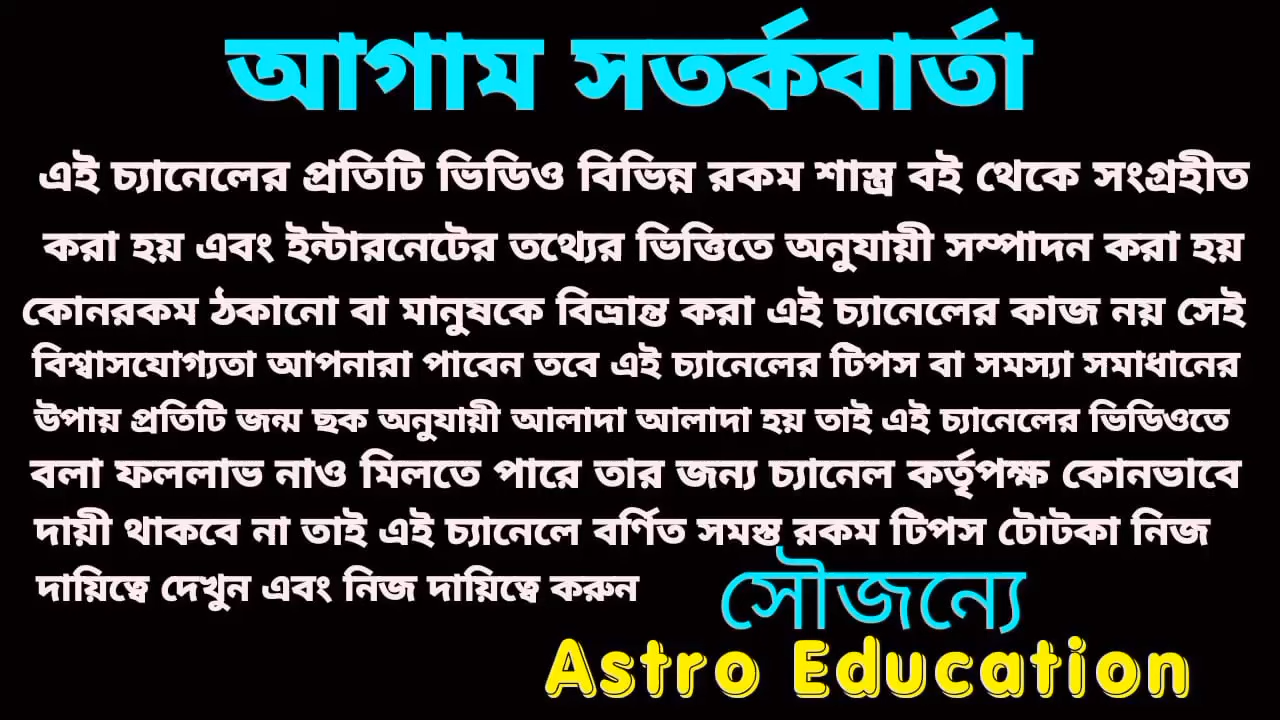 আগাম সতর্কবার্তা
এই চ্যানেলের প্রতিটি ভিডিও বিভিন্ন রকম শাস্ত্র বই থেকে সংগ্রহীত
করা হয় এবং ইন্টারনেটের তথ্যের ভিত্তিতে অনুযায়ী সম্পাদন করা হয়
কোনরকম ঠকানো বা মানুষকে বিভ্রান্ত করা এই চ্যানেলের কাজ নয় সেই
বিশ্বাসযোগ্যতা আপনারা পাবেন তবে এই চ্যানেলের টিপস বা সমস্যা সমাধানের
উপায় প্রতিটি জন্ম ছক অনুযায়ী আলাদা আলাদা হয় তাই এই চ্যানেলের ভিডিওতে
বলা ফললাভ নাও মিলতে পারে তার জন্য চ্যানেল কর্তৃপক্ষ কোনভাবে
দায়ী থাকবে না তাই এই চ্যানেলে বর্ণিত সমস্ত রকম টিপস টোটকা নিজ
দায়িত্বে দেখুন এবং নিজ দায়িত্বে করুন
সৌজন্যে
Astro Education